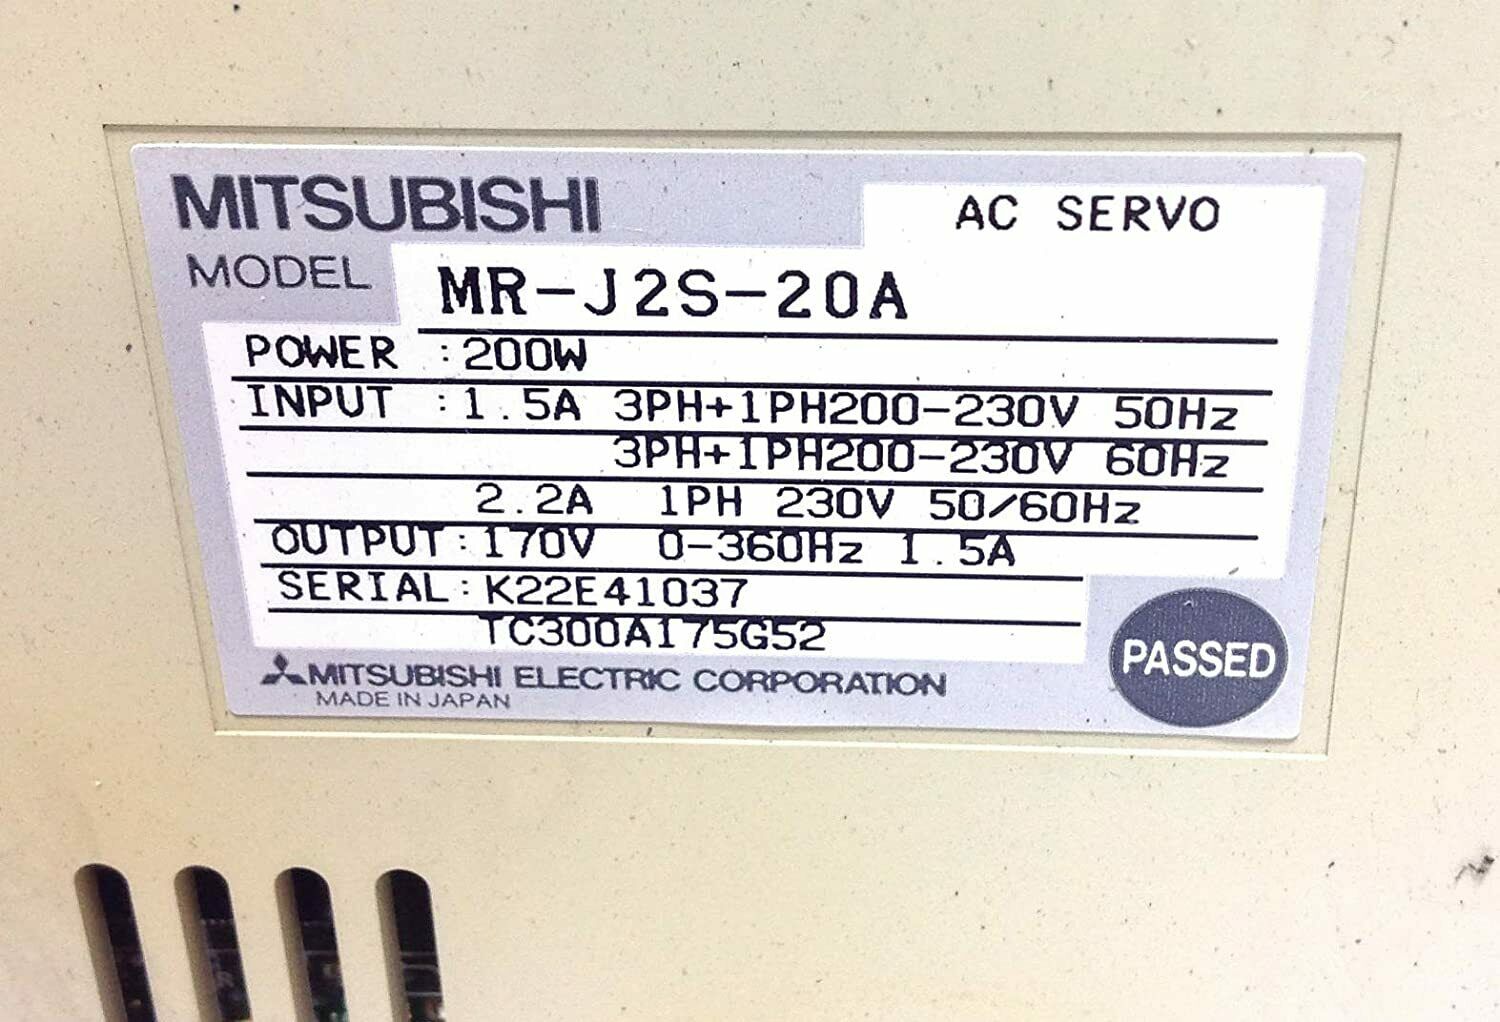 MITSUBISHI
AC SERVO
MODEL MR-J2S-20A
POWER :200W
INPUT :1.5A 3PH+1PH200-230V 50Hz
3PH+1PH200-230V 60Hz
2.2A 1PH 230V 50/60Hz
OUTPUT:170V 0-360Hz 1.5A
SERIAL:K22E41037
TC300A175G52
MITSUBISHI ELECTRIC CORPORATION
MADE IN JAPAN
PASSED